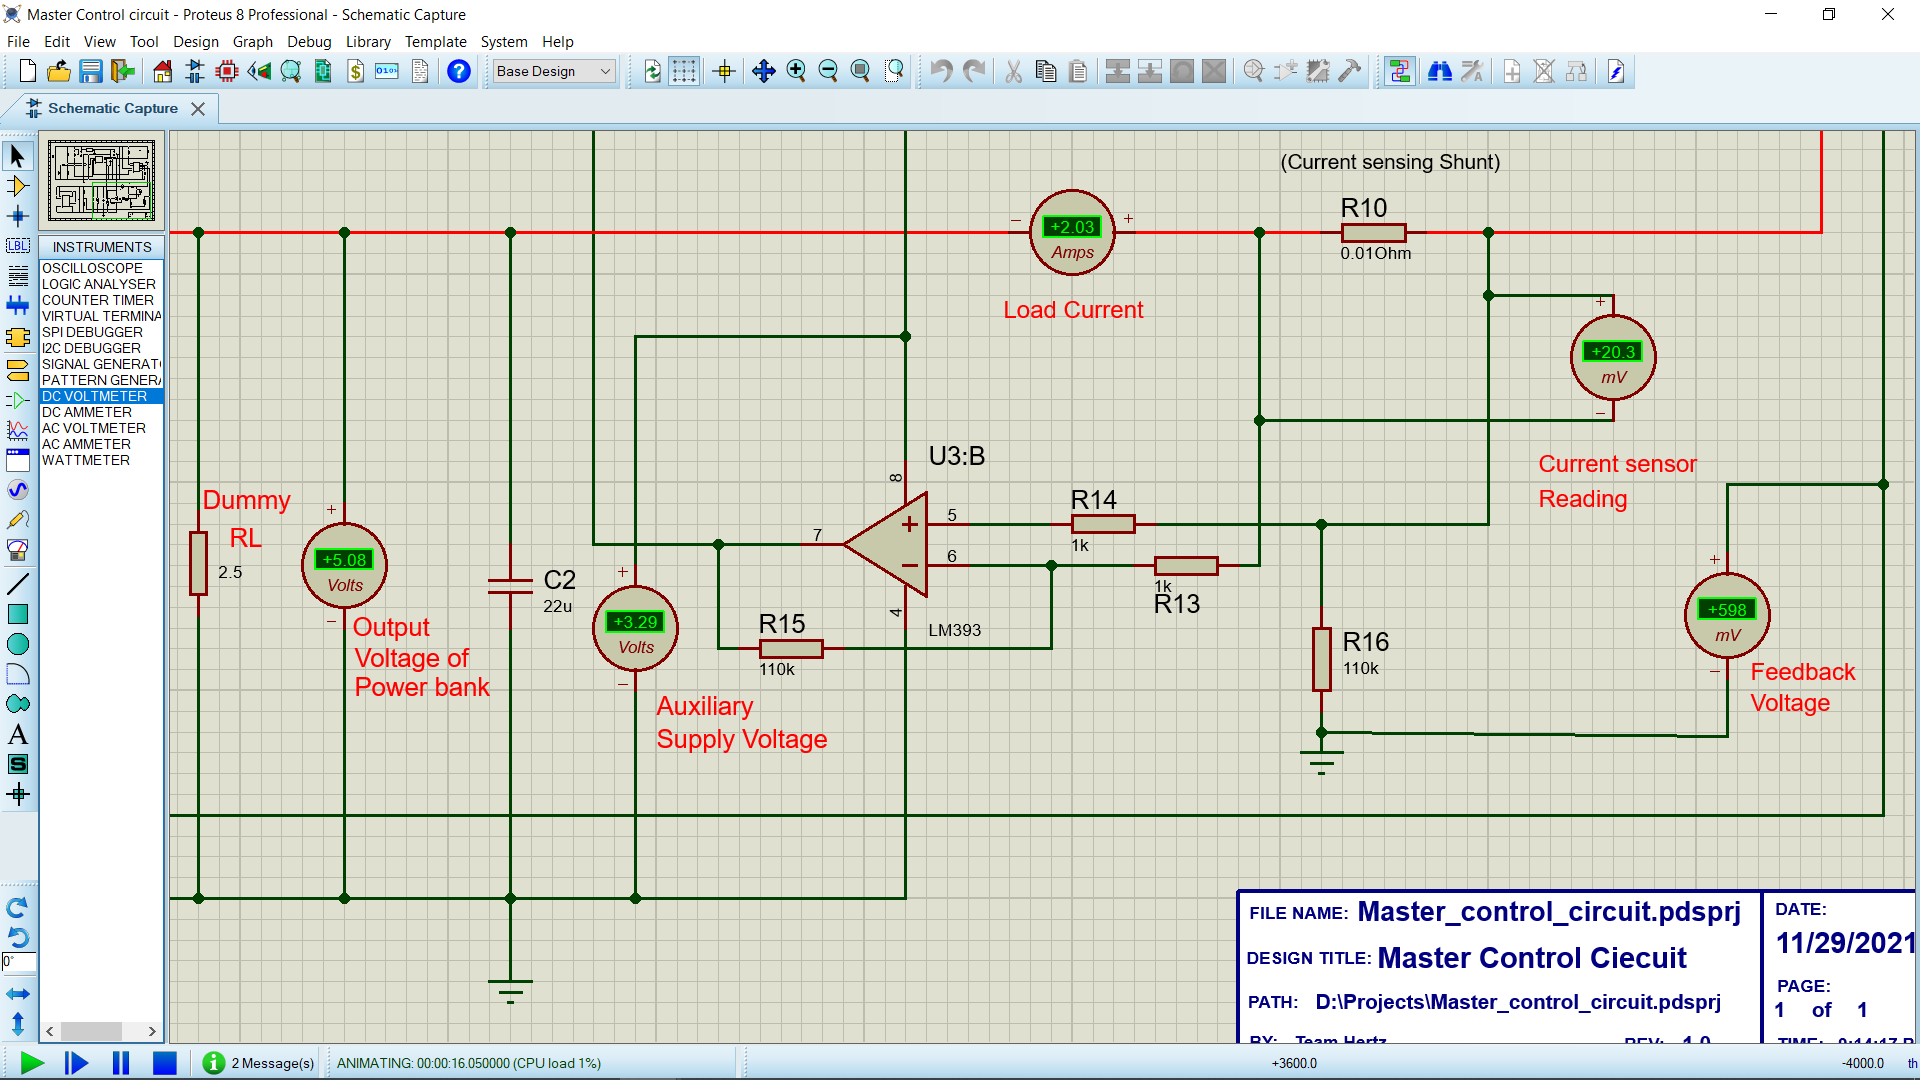 Master Control circuit - Proteus 8 Professional - Schematic Capture
File Edit View Tool Design Graph Debug Library Template System Help
Base Design
Schematic Capture
INSTRUMENTS
OSCILLOSCOPE
LOGIC ANALYSER
COUNTER TIMER
VIRTUAL TERMINA
SPI DEBUGGER
I2C DEBUGGER
SIGNAL GENERAT
PATTERN GENER
DC VOLTMETER
DC AMMETER
AC VOLTMETER
AC AMMETER
WATTMETER
LBL
A
S
0°
(Current sensing Shunt)
R10
0.01Ohm
− +2.03 +
Amps
Load Current
+
+20.3
mV
−
Current sensor
Reading
U3:B
8
5
6
7
4
LM393
R14
1k
1k
R13
R15
110k
R16
110k
Dummy
RL
2.5
+
+5.08
Volts
−
Output
Voltage of
Power bank
C2
22u
+
+3.29
Volts
−
Auxiliary
Supply Voltage
+
+598
mV
−
Feedback
Voltage
FILE NAME: Master_control_circuit.pdsprj
DESIGN TITLE: Master Control Ciecuit
PATH: D:\Projects\Master_control_circuit.pdsprj
BY: Team Hertz
REV: 1.0
DATE:
11/29/2021
PAGE:
1 of 1
TIME:
2 Message(s)
ANIMATING: 00:00:16.050000 (CPU load 1%)
+3600.0
-4000.0
th